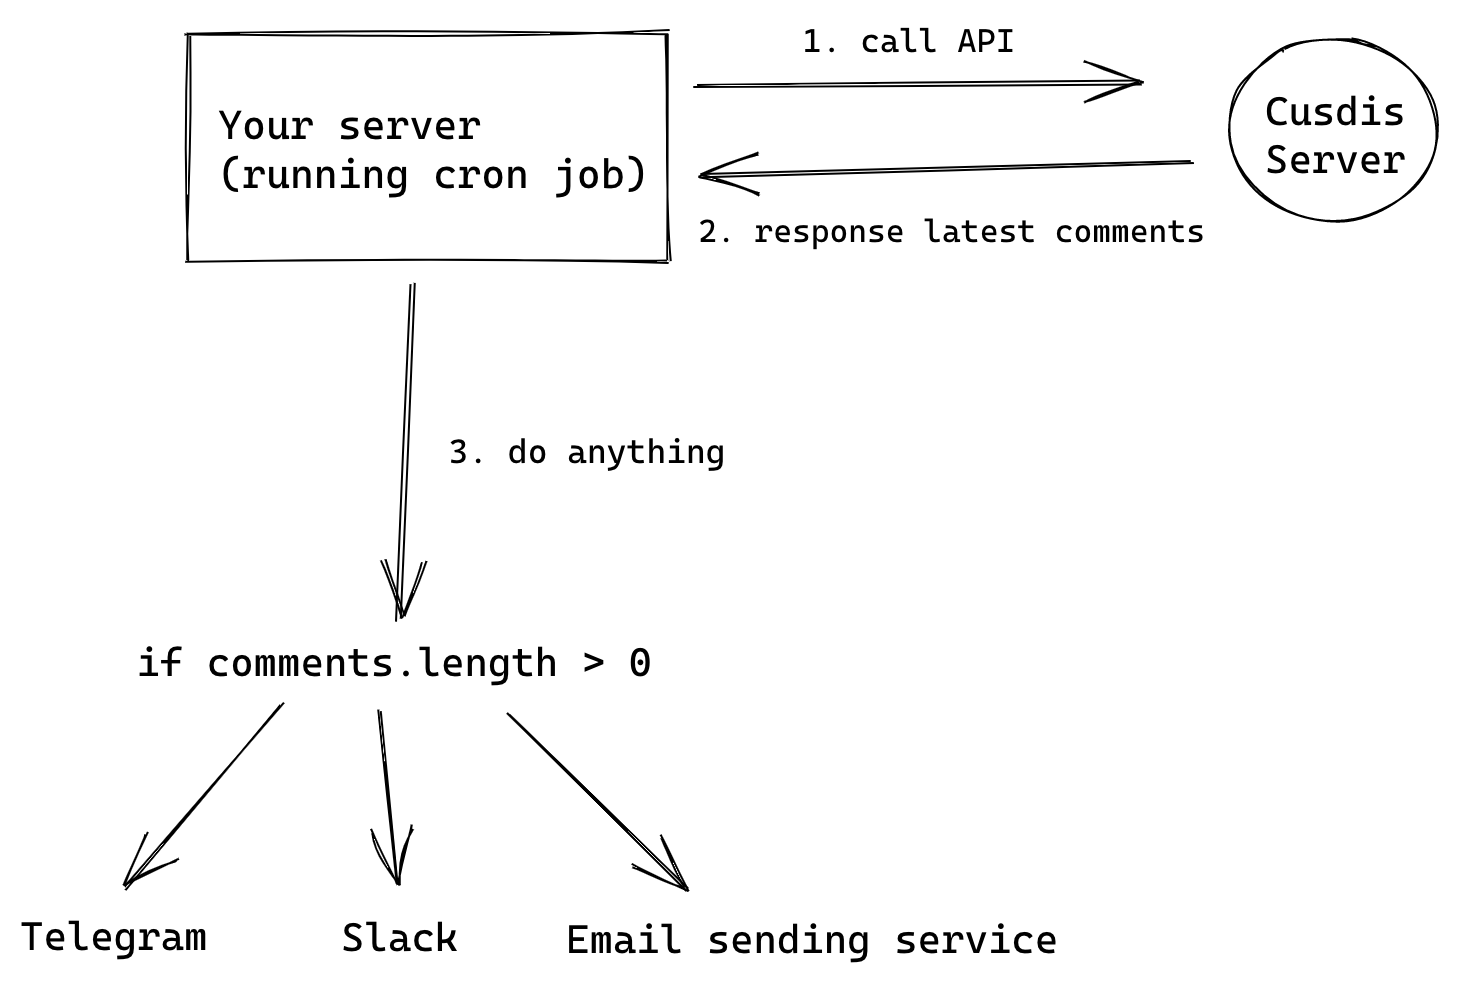 1. call API
Your server
(running cron job)
Cusdis
Server
2. response latest comments
3. do anything
if comments.length > 0
Telegram
Slack
Email sending service